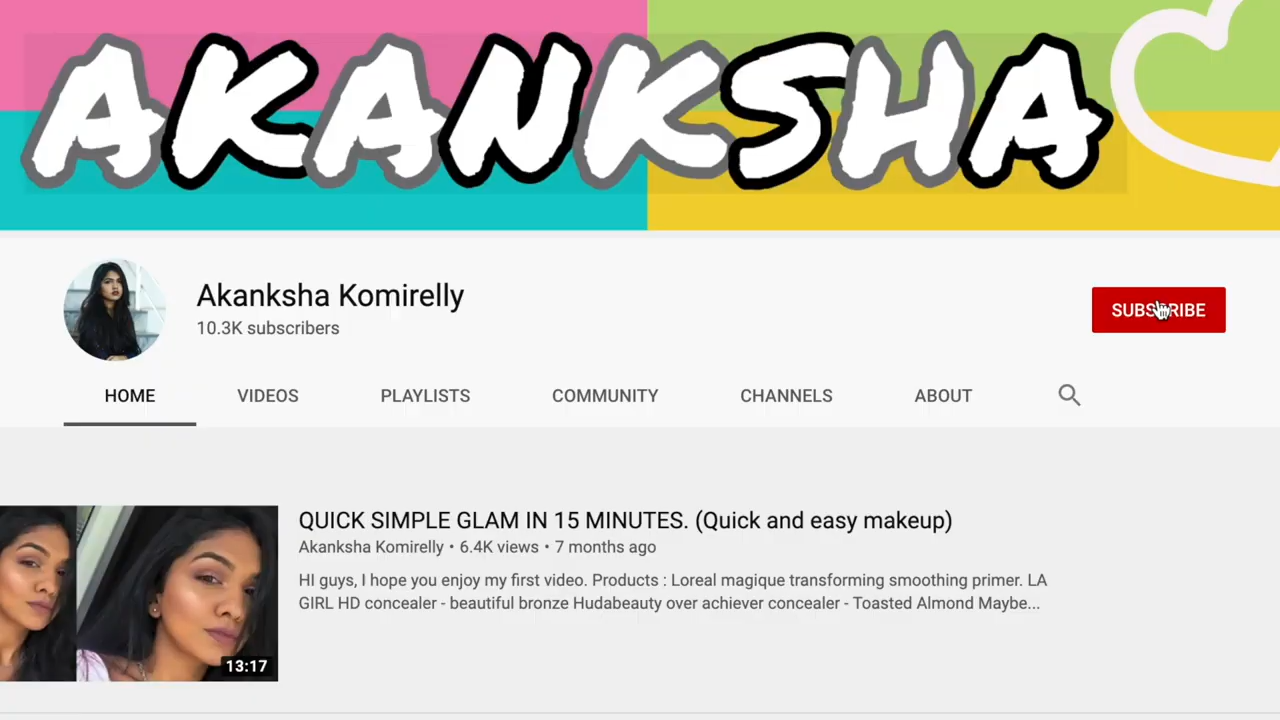 AKANKSHA
Akanksha Komirelly
10.3K subscribers
SUBSCRIBE
HOME VIDEOS PLAYLISTS COMMUNITY CHANNELS ABOUT
QUICK SIMPLE GLAM IN 15 MINUTES. (Quick and easy makeup)
Akanksha Komirelly • 6.4K views • 7 months ago
HI guys, I hope you enjoy my first video. Products : Loreal magique transforming smoothing primer. LA
GIRL HD concealer - beautiful bronze Hudabeauty over achiever concealer - Toasted Almond Maybe...
13:17